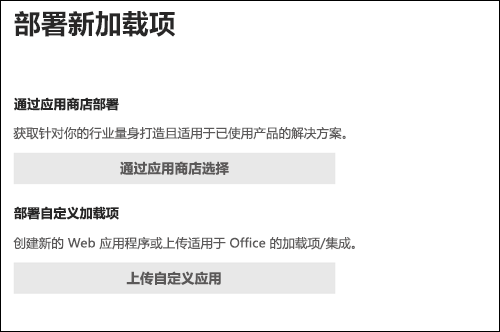 部署新加载项
通过应用商店部署
获取针对你的行业量身打造且适用于已使用产品的解决方案。
通过应用商店选择
部署自定义加载项
创建新的 Web 应用程序或上传适用于 Office 的加载项/集成。
上传自定义应用